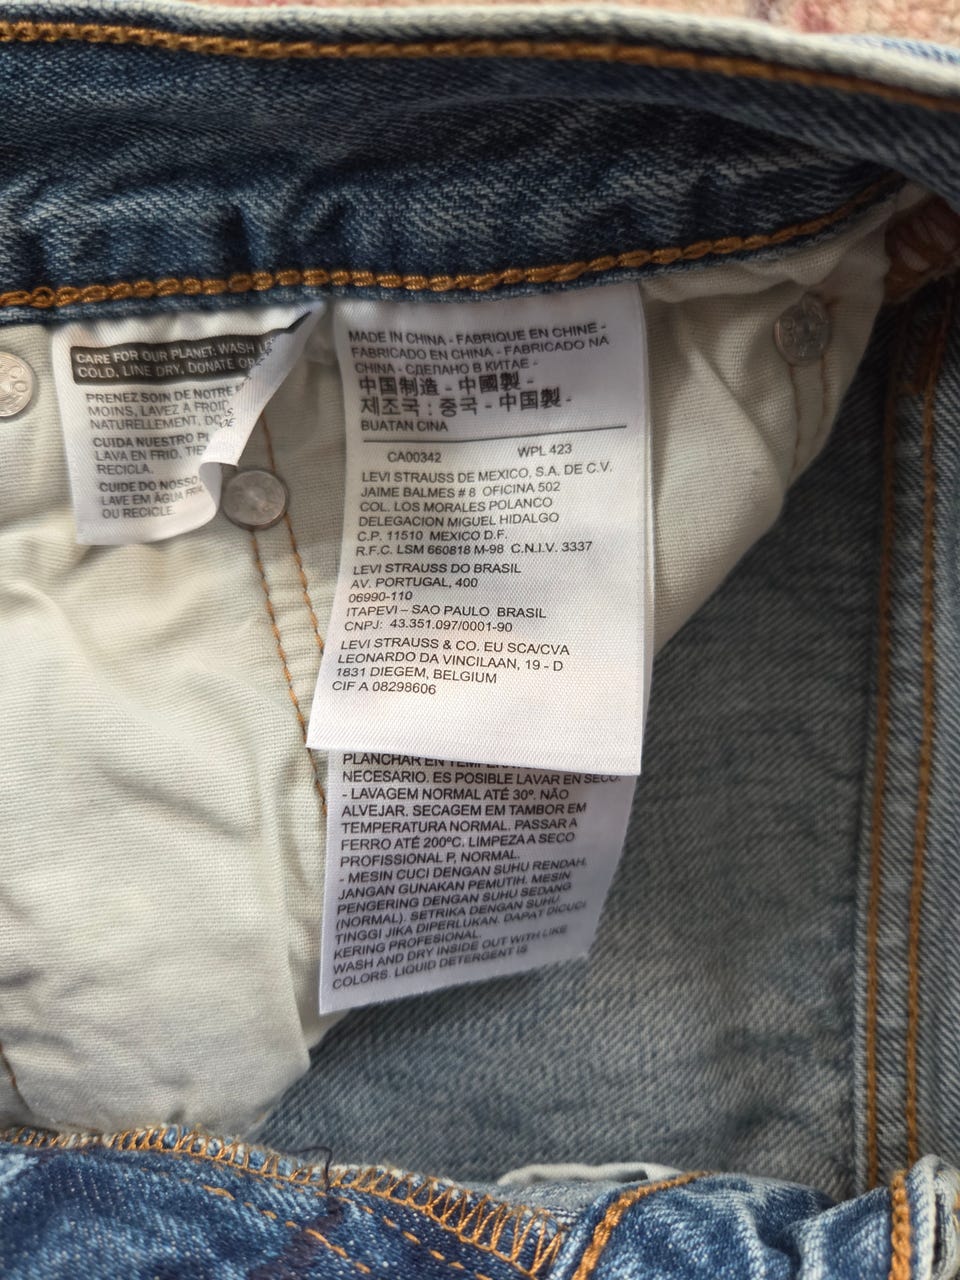 CARE FOR OUR PLANET: WASH
COLD, LINE DRY, DONATE OR
PRENEZ SOIN DE NOTRE
MOINS, LAVEZ A FROID
NATURELLEMENT,
CUIDA NUESTRO
LAVA EN FRIO,
RECICLA.
CUIDE DO NOSSO
LAVE EM ÁGUA
OU RECICLE.
MADE IN CHINA - FABRIQUE EN CHINE -
FABRICADO EN CHINA - FABRICADO NA
CHINA - СДЕЛАНО В КИТАЕ -
中国制造 - 中國製 -
제조국 : 중국 - 中国製 -
BUATAN CINA
CA00342 WPL 423
LEVI STRAUSS DE MEXICO, S.A. DE C.V.
JAIME BALMES # 8 OFICINA 502
COL. LOS MORALES POLANCO
DELEGACION MIGUEL HIDALGO
C.P. 11510 MEXICO D.F.
R.F.C. LSM 660818 M-98 C.N.I.V. 3337
LEVI STRAUSS DO BRASIL
AV. PORTUGAL, 400
06990-110
ITAPEVI – SAO PAULO BRASIL
CNPJ: 43.351.097/0001-90
LEVI STRAUSS & CO. EU SCA/CVA
LEONARDO DA VINCILAAN, 19 - D
1831 DIEGEM, BELGIUM
CIF A 08298606
PLANCHAR EN
NECESARIO. ES POSIBLE LAVAR EN SECO.
- LAVAGEM NORMAL ATÉ 30º. NÃO
ALVEJAR. SECAGEM EM TAMBOR EM
TEMPERATURA NORMAL. PASSAR A
FERRO ATÉ 200ºC. LIMPEZA A SECO
PROFISSIONAL P, NORMAL.
- MESIN CUCI DENGAN SUHU RENDAH.
JANGAN GUNAKAN PEMUTIH. MESIN
PENGERING DENGAN SUHU SEDANG
(NORMAL). SETRIKA DENGAN SUHU
TINGGI JIKA DIPERLUKAN. DAPAT DICUCI
KERING PROFESIONAL.
WASH AND DRY INSIDE OUT WITH LIKE
COLORS. LIQUID DETERGENT IS